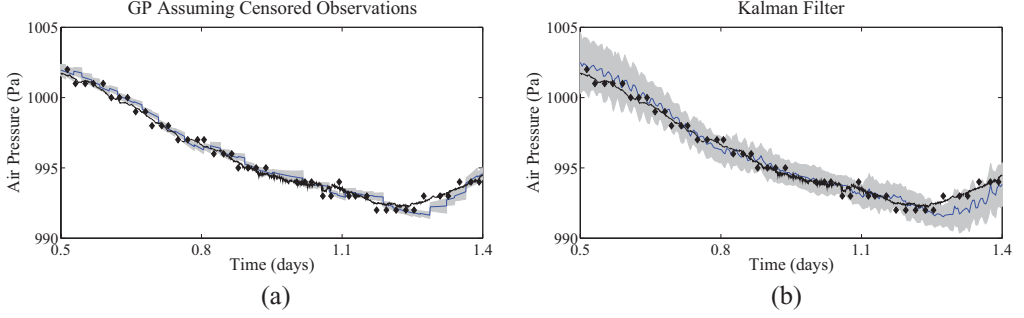 GP Assuming Censored Observations
1005
1000
995
990
Air Pressure (Pa)
0.5
0.8
1.1
1.4
Time (days)
(a)
Kalman Filter
1005
1000
995
990
Air Pressure (Pa)
0.5
0.8
1.1
1.4
Time (days)
(b)